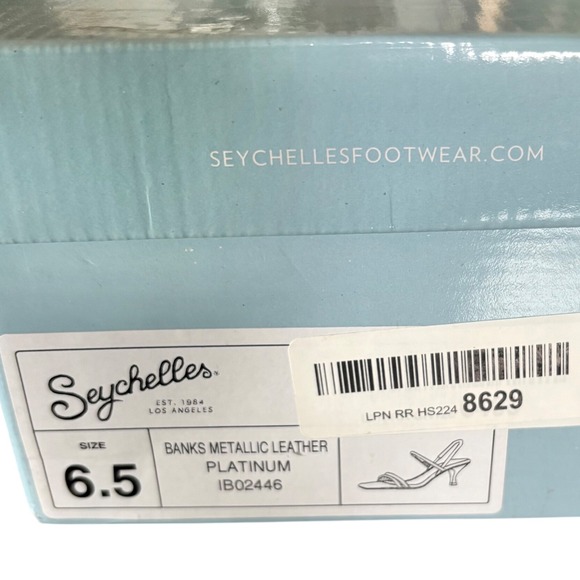 SEYCHELLESFOOTWEAR.COM
Seychelles
EST. 1984
LOS ANGELES
LPN RR HS224 8629
SIZE
6.5
BANKS METALLIC LEATHER
PLATINUM
IB02446